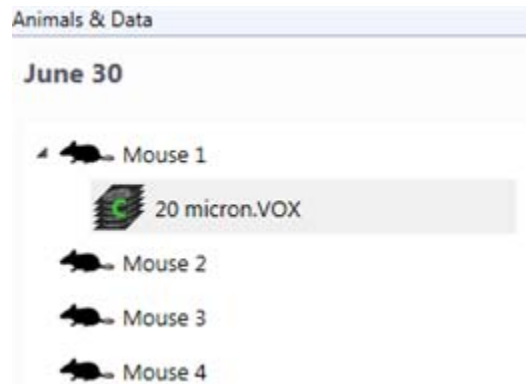 Animals & Data
June 30
Mouse 1
C 20 micron.VOX
Mouse 2
Mouse 3
Mouse 4